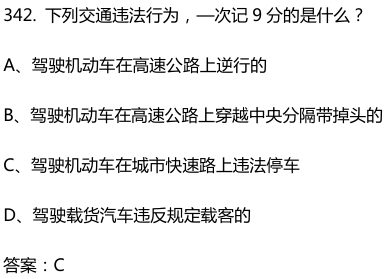 342. 下列交通违法行为，一次记 9 分的是什么？
A、驾驶机动车在高速公路上逆行的
B、驾驶机动车在高速公路上穿越中央分隔带掉头的
C、驾驶机动车在城市快速路上违法停车
D、驾驶载货汽车违反规定载客的
答案：C